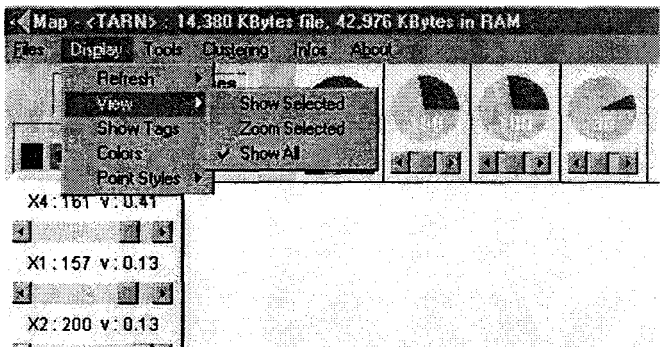 Map - <TARN> : 14,380 KBytes file, 42,976 KBytes in RAM
Files Display Tools Clustering Infos About
Refresh
View
Show Tags
Colors
Point Styles
Show Selected
Zoom Selected
Show All
X4:161 v:0.41
X1:157 v:0.13
X2:200 v:0.13